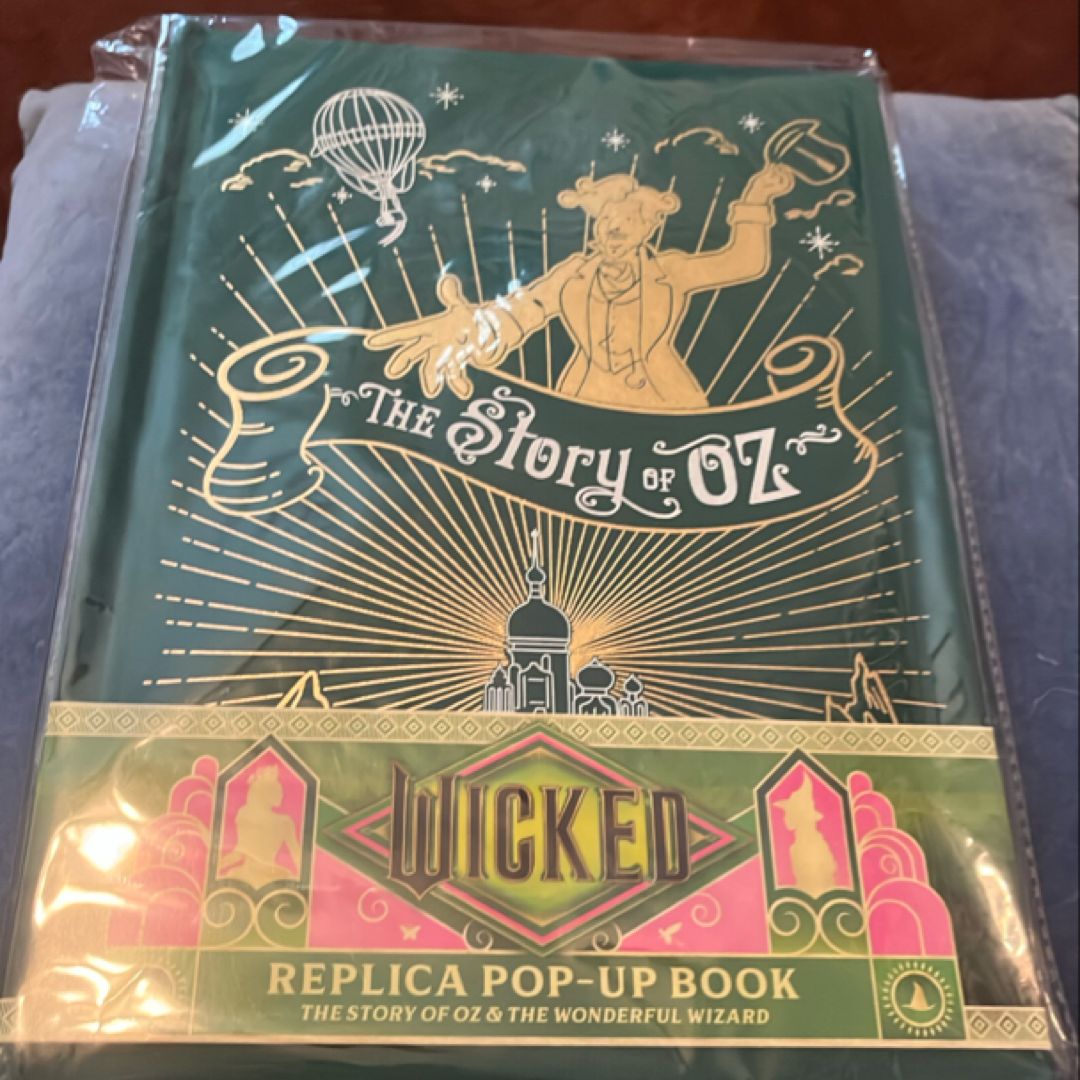 THE Story OF OZ
WICKED
REPLICA POP-UP BOOK
THE STORY OF OZ & THE WONDERFUL WIZARD